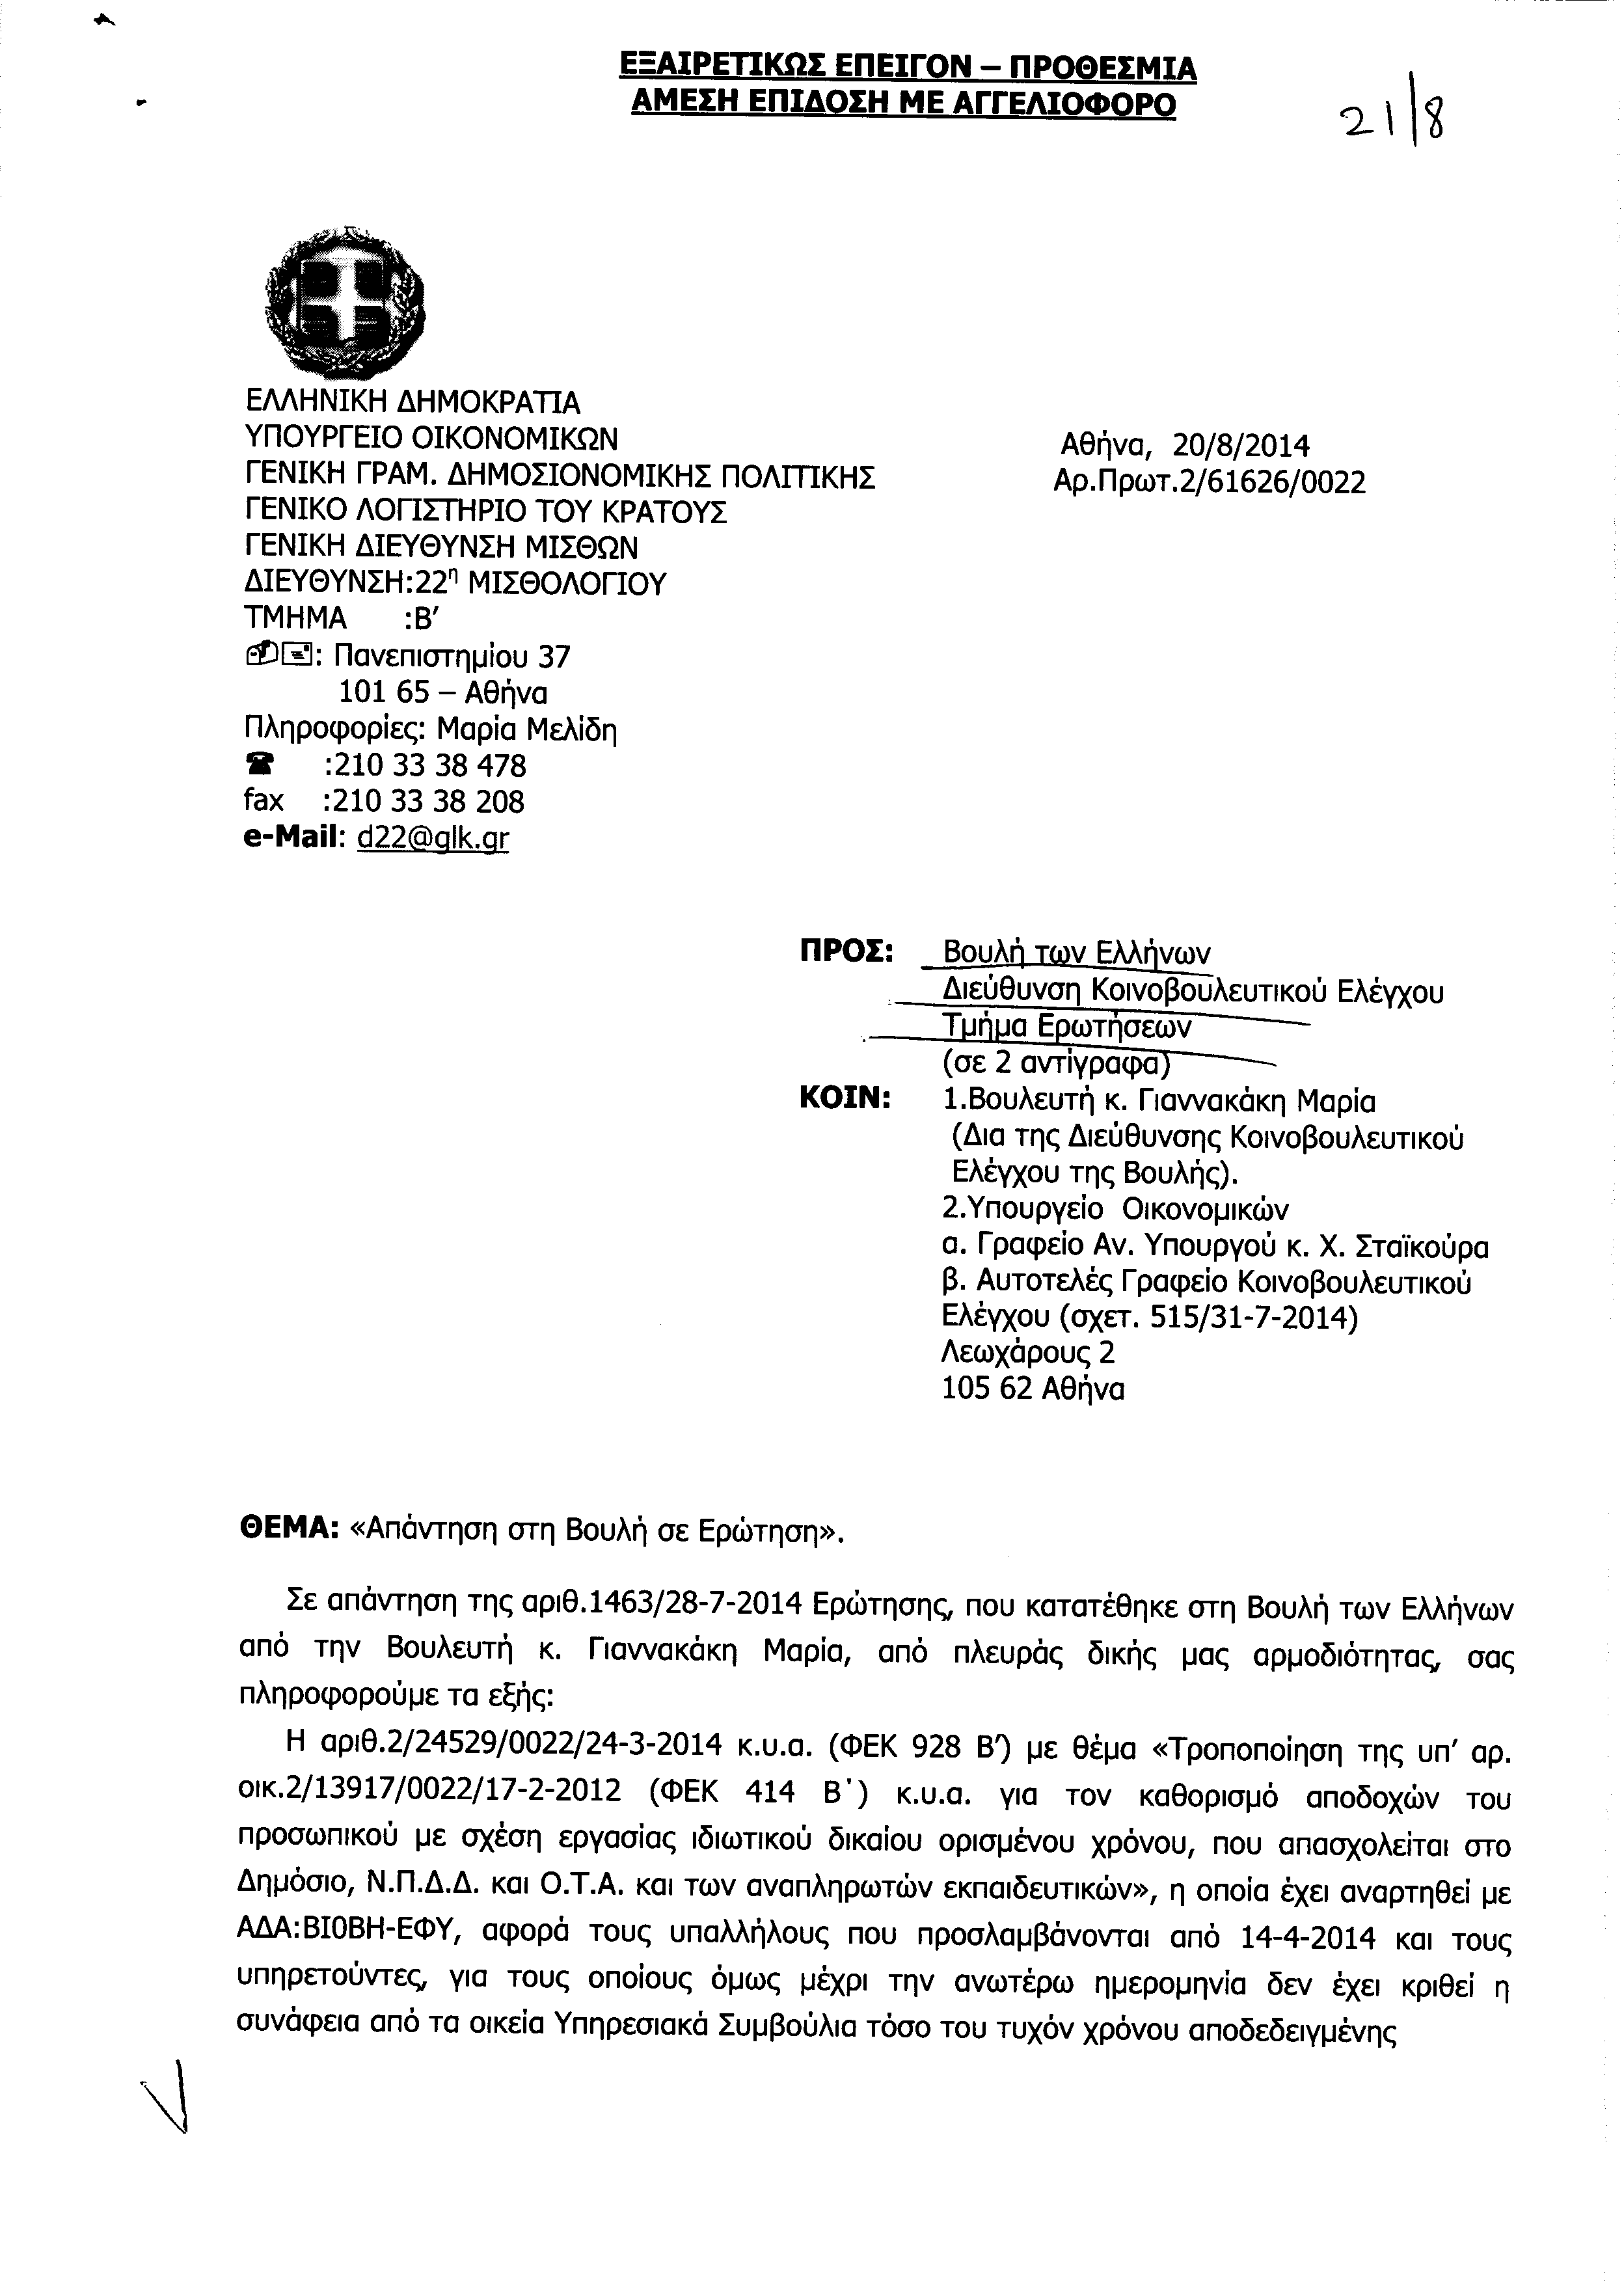 ΕΞΑΙΡΕΤΙΚΩΣ ΕΠΕΙΓΟΝ – ΠΡΟΘΕΣΜΙΑ
ΑΜΕΣΗ ΕΠΙΔΟΣΗ ΜΕ ΑΓΓΕΛΙΟΦΟΡΟ
21/8
ΕΛΛΗΝΙΚΗ ΔΗΜΟΚΡΑΤΙΑ
ΥΠΟΥΡΓΕΙΟ ΟΙΚΟΝΟΜΙΚΩΝ
ΓΕΝΙΚΗ ΓΡΑΜ. ΔΗΜΟΣΙΟΝΟΜΙΚΗΣ ΠΟΛΙΤΙΚΗΣ
ΓΕΝΙΚΟ ΛΟΓΙΣΤΗΡΙΟ ΤΟΥ ΚΡΑΤΟΥΣ
ΓΕΝΙΚΗ ΔΙΕΥΘΥΝΣΗ ΜΙΣΘΩΝ
ΔΙΕΥΘΥΝΣΗ:22η ΜΙΣΘΟΛΟΓΙΟΥ
ΤΜΗΜΑ :Β'
: Πανεπιστημίου 37
101 65 – Αθήνα
Πληροφορίες: Μαρία Μελίδη
☎ :210 33 38 478
fax :210 33 38 208
e-Mail: d22@glk.gr
Αθήνα, 20/8/2014
Αρ.Πρωτ.2/61626/0022
ΠΡΟΣ: Βουλή των Ελλήνων
Διεύθυνση Κοινοβουλευτικού Ελέγχου
Τμήμα Ερωτήσεων
(σε 2 αντίγραφα)
ΚΟΙΝ: 1.Βουλευτή κ. Γιαννακάκη Μαρία
(Δια της Διεύθυνσης Κοινοβουλευτικού
Ελέγχου της Βουλής).
2.Υπουργείο Οικονομικών
α. Γραφείο Αν. Υπουργού κ. Χ. Σταϊκούρα
β. Αυτοτελές Γραφείο Κοινοβουλευτικού
Ελέγχου (σχετ. 515/31-7-2014)
Λεωχάρους 2
105 62 Αθήνα
ΘΕΜΑ: «Απάντηση στη Βουλή σε Ερώτηση».
Σε απάντηση της αριθ.1463/28-7-2014 Ερώτησης, που κατατέθηκε στη Βουλή των Ελλήνων
από την Βουλευτή κ. Γιαννακάκη Μαρία, από πλευράς δικής μας αρμοδιότητας, σας
πληροφορούμε τα εξής:
Η αριθ.2/24529/0022/24-3-2014 κ.υ.α. (ΦΕΚ 928 Β') με θέμα «Τροποποίηση της υπ' αρ.
οικ.2/13917/0022/17-2-2012 (ΦΕΚ 414 Β΄) κ.υ.α. για τον καθορισμό αποδοχών του
προσωπικού με σχέση εργασίας ιδιωτικού δικαίου ορισμένου χρόνου, που απασχολείται στο
Δημόσιο, Ν.Π.Δ.Δ. και Ο.Τ.Α. και των αναπληρωτών εκπαιδευτικών», η οποία έχει αναρτηθεί με
ΑΔΑ:ΒΙ0ΒΗ-ΕΦΥ, αφορά τους υπαλλήλους που προσλαμβάνονται από 14-4-2014 και τους
υπηρετούντες, για τους οποίους όμως μέχρι την ανωτέρω ημερομηνία δεν έχει κριθεί η
συνάφεια από τα οικεία Υπηρεσιακά Συμβούλια τόσο του τυχόν χρόνου αποδεδειγμένης